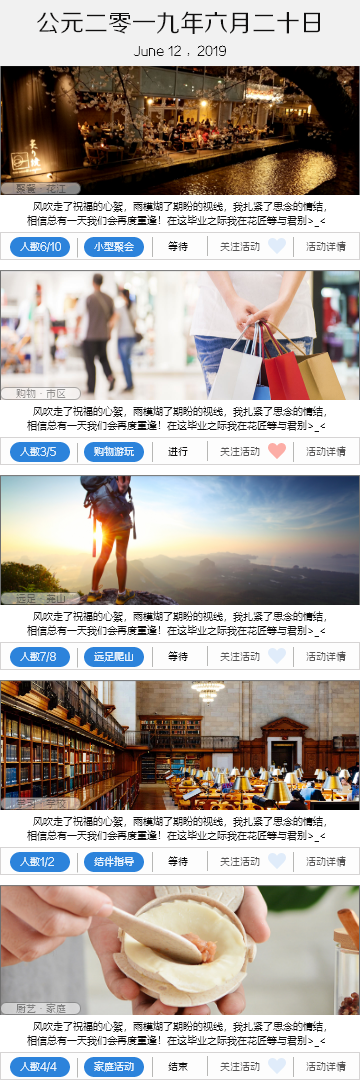 公元二零一九年六月二十日
June 12 , 2019
聚餐 · 花江
风吹走了祝福的心絮，雨模糊了期盼的视线，我扎紧了思念的情结，
相信总有一天我们会再度重逢！在这毕业之际我在花匠等与君别>_<
人数6/10 小型聚会 等待 关注活动 活动详情
购物 · 市区
风吹走了祝福的心絮，雨模糊了期盼的视线，我扎紧了思念的情结，
相信总有一天我们会再度重逢！在这毕业之际我在花匠等与君别>_<
人数3/5 购物游玩 进行 关注活动 活动详情
远足 · 尧山
风吹走了祝福的心絮，雨模糊了期盼的视线，我扎紧了思念的情结，
相信总有一天我们会再度重逢！在这毕业之际我在花匠等与君别>_<
人数7/8 远足爬山 等待 关注活动 活动详情
学习 · 学校
风吹走了祝福的心絮，雨模糊了期盼的视线，我扎紧了思念的情结，
相信总有一天我们会再度重逢！在这毕业之际我在花匠等与君别>_<
人数1/2 结伴指导 等待 关注活动 活动详情
厨艺 · 家庭
风吹走了祝福的心絮，雨模糊了期盼的视线，我扎紧了思念的情结，
相信总有一天我们会再度重逢！在这毕业之际我在花匠等与君别>_<
人数4/4 家庭活动 结束 关注活动 活动详情